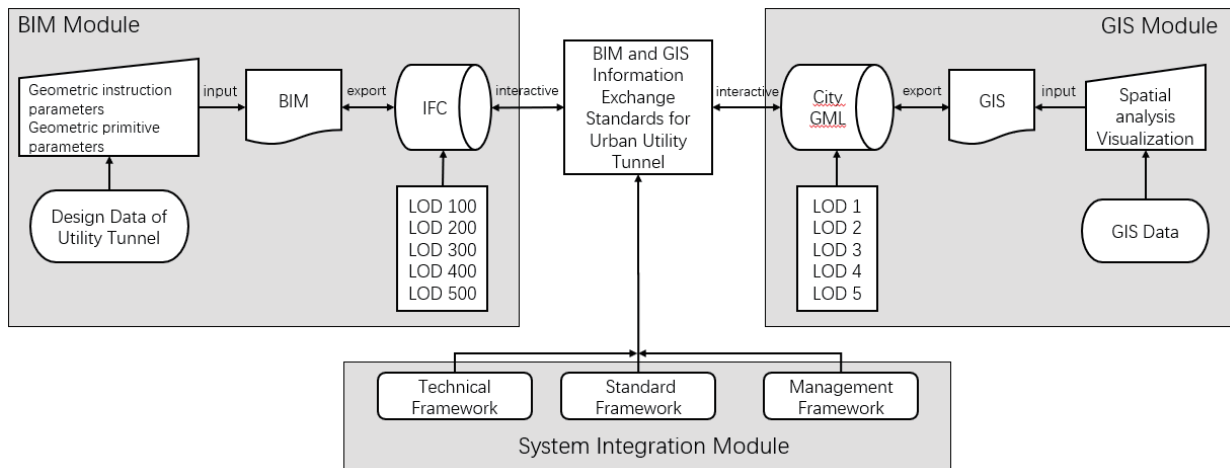 BIM Module
Geometric instruction
parameters
Geometric primitive
parameters
input
BIM
export
IFC
interactive
Design Data of
Utility Tunnel
LOD 100
LOD 200
LOD 300
LOD 400
LOD 500
BIM and GIS
Information
Exchange
Standards for
Urban Utility
Tunnel
GIS Module
interactive
City
GML
export
GIS
input
Spatial
analysis
Visualization
LOD 1
LOD 2
LOD 3
LOD 4
LOD 5
GIS Data
Technical
Framework
Standard
Framework
Management
Framework
System Integration Module